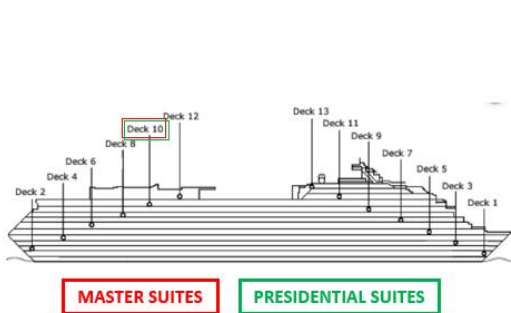 Deck 13
Deck 12
Deck 11
Deck 10
Deck 9
Deck 8
Deck 7
Deck 6
Deck 5
Deck 4
Deck 3
Deck 2
Deck 1
MASTER SUITES
PRESIDENTIAL SUITES